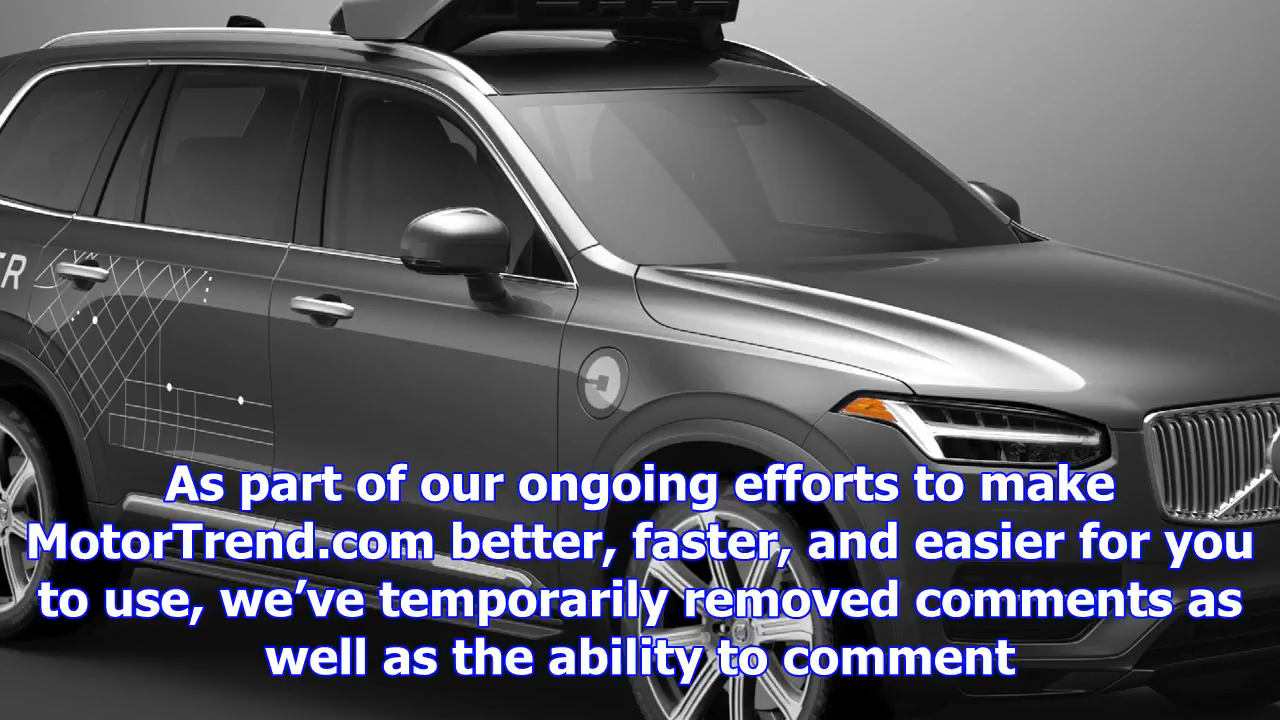 ER
As part of our ongoing efforts to make
MotorTrend.com better, faster, and easier for you
to use, we’ve temporarily removed comments as
well as the ability to comment